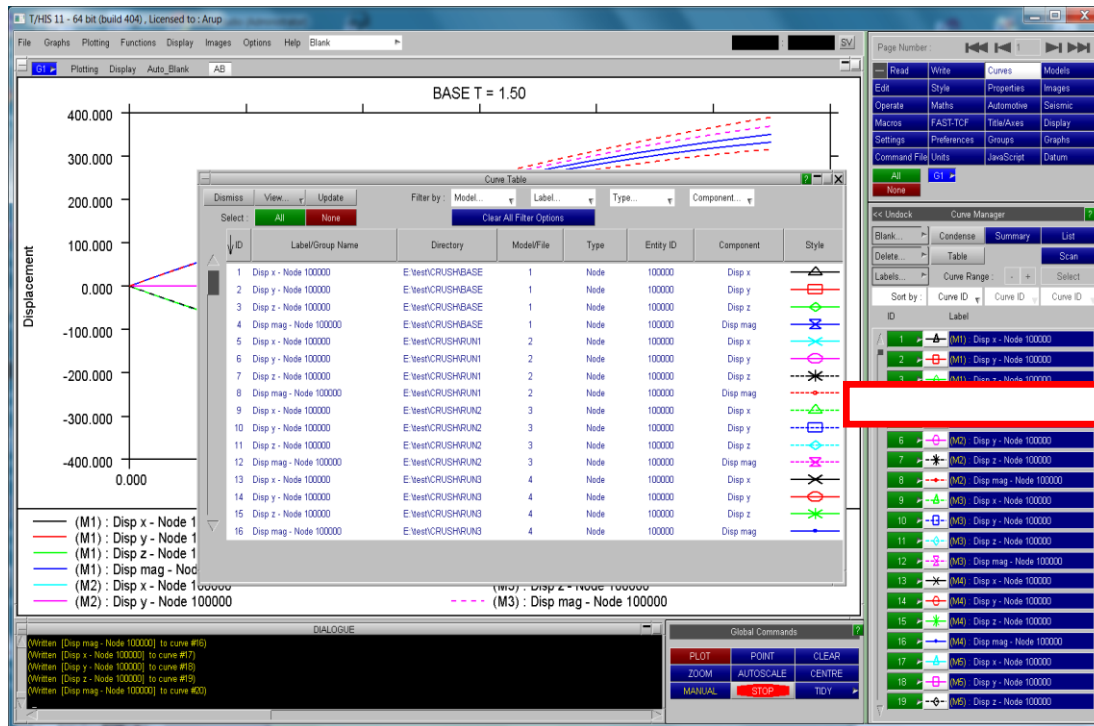 T/HIS 11 - 64 bit (build 404) , Licensed to : Arup
File Graphs Plotting Functions Display Images Options Help Blank SV
G1 Plotting Display Auto_Blank AB
BASE T = 1.50
400.000
300.000
200.000
100.000
0.000
-100.000
-200.000
-300.000
-400.000
Displacement
0.000
(M1) : Disp x - Node 1
(M1) : Disp y - Node 1
(M1) : Disp z - Node 1
(M1) : Disp mag - Nod
(M2) : Disp x - Node 100000
(M2) : Disp y - Node 100000
(M3) : Disp z - Node 100000
(M3) : Disp mag - Node 100000
Curve Table
Dismiss View... Update Filter by : Model... Label... Type... Component...
Select : All None Clear All Filter Options
ID Label/Group Name Directory Model/File Type Entity ID Component Style
1 Disp x - Node 100000 E:\test\CRUSH\BASE 1 Node 100000 Disp x
2 Disp y - Node 100000 E:\test\CRUSH\BASE 1 Node 100000 Disp y
3 Disp z - Node 100000 E:\test\CRUSH\BASE 1 Node 100000 Disp z
4 Disp mag - Node 100000 E:\test\CRUSH\BASE 1 Node 100000 Disp mag
5 Disp x - Node 100000 E:\test\CRUSH\RUN1 2 Node 100000 Disp x
6 Disp y - Node 100000 E:\test\CRUSH\RUN1 2 Node 100000 Disp y
7 Disp z - Node 100000 E:\test\CRUSH\RUN1 2 Node 100000 Disp z
8 Disp mag - Node 100000 E:\test\CRUSH\RUN1 2 Node 100000 Disp mag
9 Disp x - Node 100000 E:\test\CRUSH\RUN2 3 Node 100000 Disp x
10 Disp y - Node 100000 E:\test\CRUSH\RUN2 3 Node 100000 Disp y
11 Disp z - Node 100000 E:\test\CRUSH\RUN2 3 Node 100000 Disp z
12 Disp mag - Node 100000 E:\test\CRUSH\RUN2 3 Node 100000 Disp mag
13 Disp x - Node 100000 E:\test\CRUSH\RUN3 4 Node 100000 Disp x
14 Disp y - Node 100000 E:\test\CRUSH\RUN3 4 Node 100000 Disp y
15 Disp z - Node 100000 E:\test\CRUSH\RUN3 4 Node 100000 Disp z
16 Disp mag - Node 100000 E:\test\CRUSH\RUN3 4 Node 100000 Disp mag
DIALOGUE
(Written [Disp mag - Node 100000] to curve #16)
(Written [Disp x - Node 100000] to curve #17)
(Written [Disp y - Node 100000] to curve #18)
(Written [Disp z - Node 100000] to curve #19)
(Written [Disp mag - Node 100000] to curve #20)
Global Commands ?
PLOT POINT CLEAR
ZOOM AUTOSCALE CENTRE
MANUAL STOP TIDY
Page Number : 1
Read Write Curves Models
Edit Style Properties Images
Operate Maths Automotive Seismic
Macros FAST-TCF Title/Axes Display
Settings Preferences Groups Graphs
Command File Units JavaScript Datum
All G1
None
<< Undock Curve Manager ?
Blank... Condense Summary List
Delete... Table Scan
Labels... Curve Range : - + Select
Sort by : Curve ID Curve ID Curve ID
ID Label
1 (M1) : Disp x - Node 100000
2 (M1) : Disp y - Node 100000
3 (M1) : Disp z - Node 100000
6 (M2) : Disp y - Node 100000
7 (M2) : Disp z - Node 100000
8 (M2) : Disp mag - Node 100000
9 (M3) : Disp x - Node 100000
10 (M3) : Disp y - Node 100000
11 (M3) : Disp z - Node 100000
12 (M3) : Disp mag - Node 100000
13 (M4) : Disp x - Node 100000
14 (M4) : Disp y - Node 100000
15 (M4) : Disp z - Node 100000
16 (M4) : Disp mag - Node 100000
17 (M5) : Disp x - Node 100000
18 (M5) : Disp y - Node 100000
19 (M5) : Disp z - Node 100000